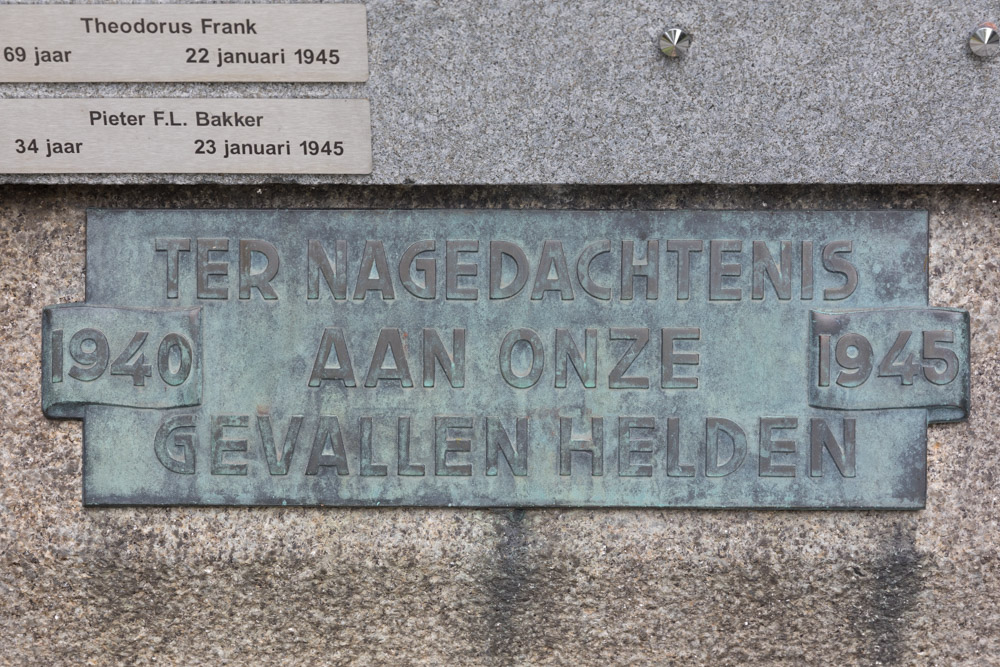 Theodorus Frank
69 jaar 22 januari 1945
Pieter F.L. Bakker
34 jaar 23 januari 1945
TER NAGEDACHTENIS
1940 AAN ONZE 1945
GEVALLEN HELDEN